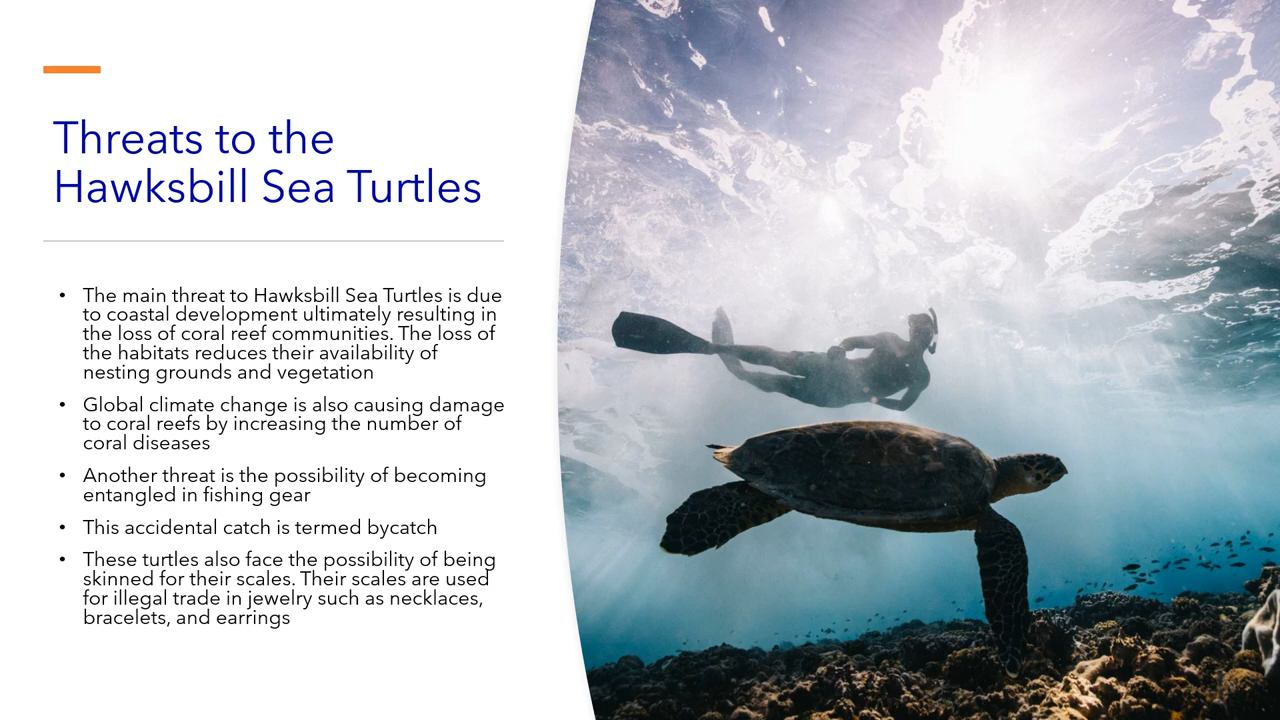 Threats to the
Hawksbill Sea Turtles
• The main threat to Hawksbill Sea Turtles is due
to coastal development ultimately resulting in
the loss of coral reef communities. The loss of
the habitats reduces their availability of
nesting grounds and vegetation
• Global climate change is also causing damage
to coral reefs by increasing the number of
coral diseases
• Another threat is the possibility of becoming
entangled in fishing gear
• This accidental catch is termed bycatch
• These turtles also face the possibility of being
skinned for their scales. Their scales are used
for illegal trade in jewelry such as necklaces,
bracelets, and earrings